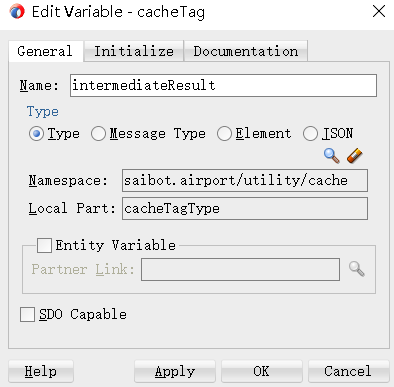 Edit Variable - cacheTag
General Initialize Documentation
Name: intermediateResult
Type
Type Message Type Element JSON
Namespace: saibot.airport/utility/cache
Local Part: cacheTagType
Entity Variable
Partner Link:
SDO Capable
Help Apply OK Cancel